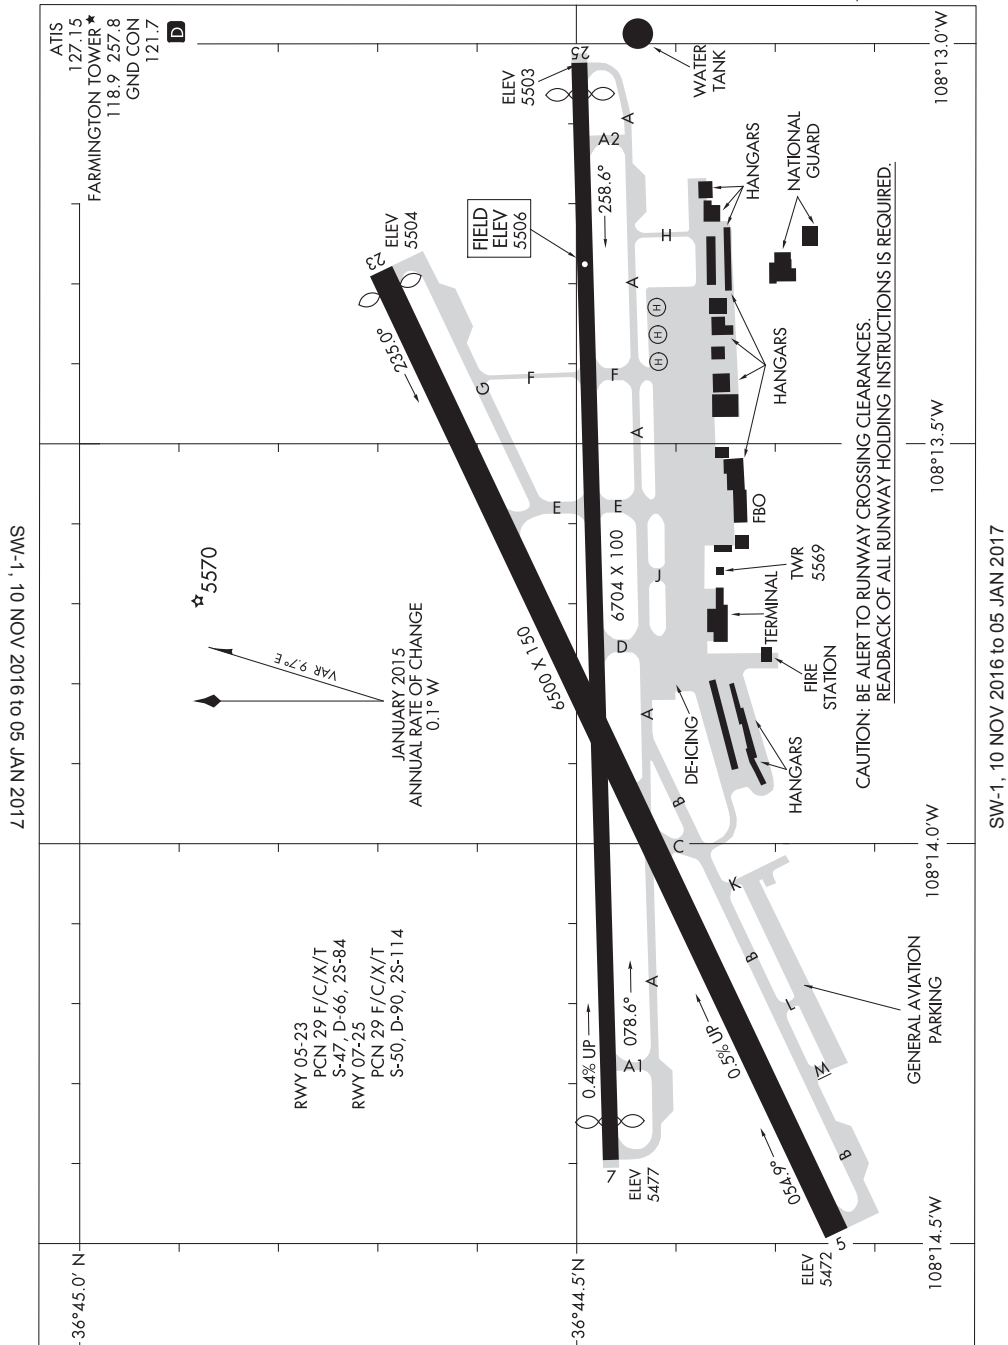 ATIS
127.15
FARMINGTON TOWER★
118.9 257.8
GND CON
121.7
D
SW-1, 10 NOV 2016 to 05 JAN 2017
SW-1, 10 NOV 2016 to 05 JAN 2017
36°45.0' N
36°44.5'N
108°13.0'W
108°13.5'W
108°14.0'W
108°14.5'W
5570
VAR 9.7° E
JANUARY 2015
ANNUAL RATE OF CHANGE
0.1° W
RWY 05-23
PCN 29 F/C/X/T
S-47, D-66, 2S-84
RWY 07-25
PCN 29 F/C/X/T
S-50, D-90, 2S-114
ELEV
5504
23
235.0°
6500 X 150
G
F
E
ELEV
5503
25
FIELD
ELEV
5506
258.6°
6704 X 100
A2
A
A
A
A
A
A1
F
E
D
H
H
H
H
J
B
C
K
B
L
M
B
0.4% UP
078.6°
7
ELEV
5477
0.5% UP
054.9°
5
ELEV
5472
WATER
TANK
HANGARS
NATIONAL
GUARD
HANGARS
FBO
TWR
5569
TERMINAL
FIRE
STATION
DE-ICING
HANGARS
GENERAL AVIATION
PARKING
CAUTION: BE ALERT TO RUNWAY CROSSING CLEARANCES.
READBACK OF ALL RUNWAY HOLDING INSTRUCTIONS IS REQUIRED.